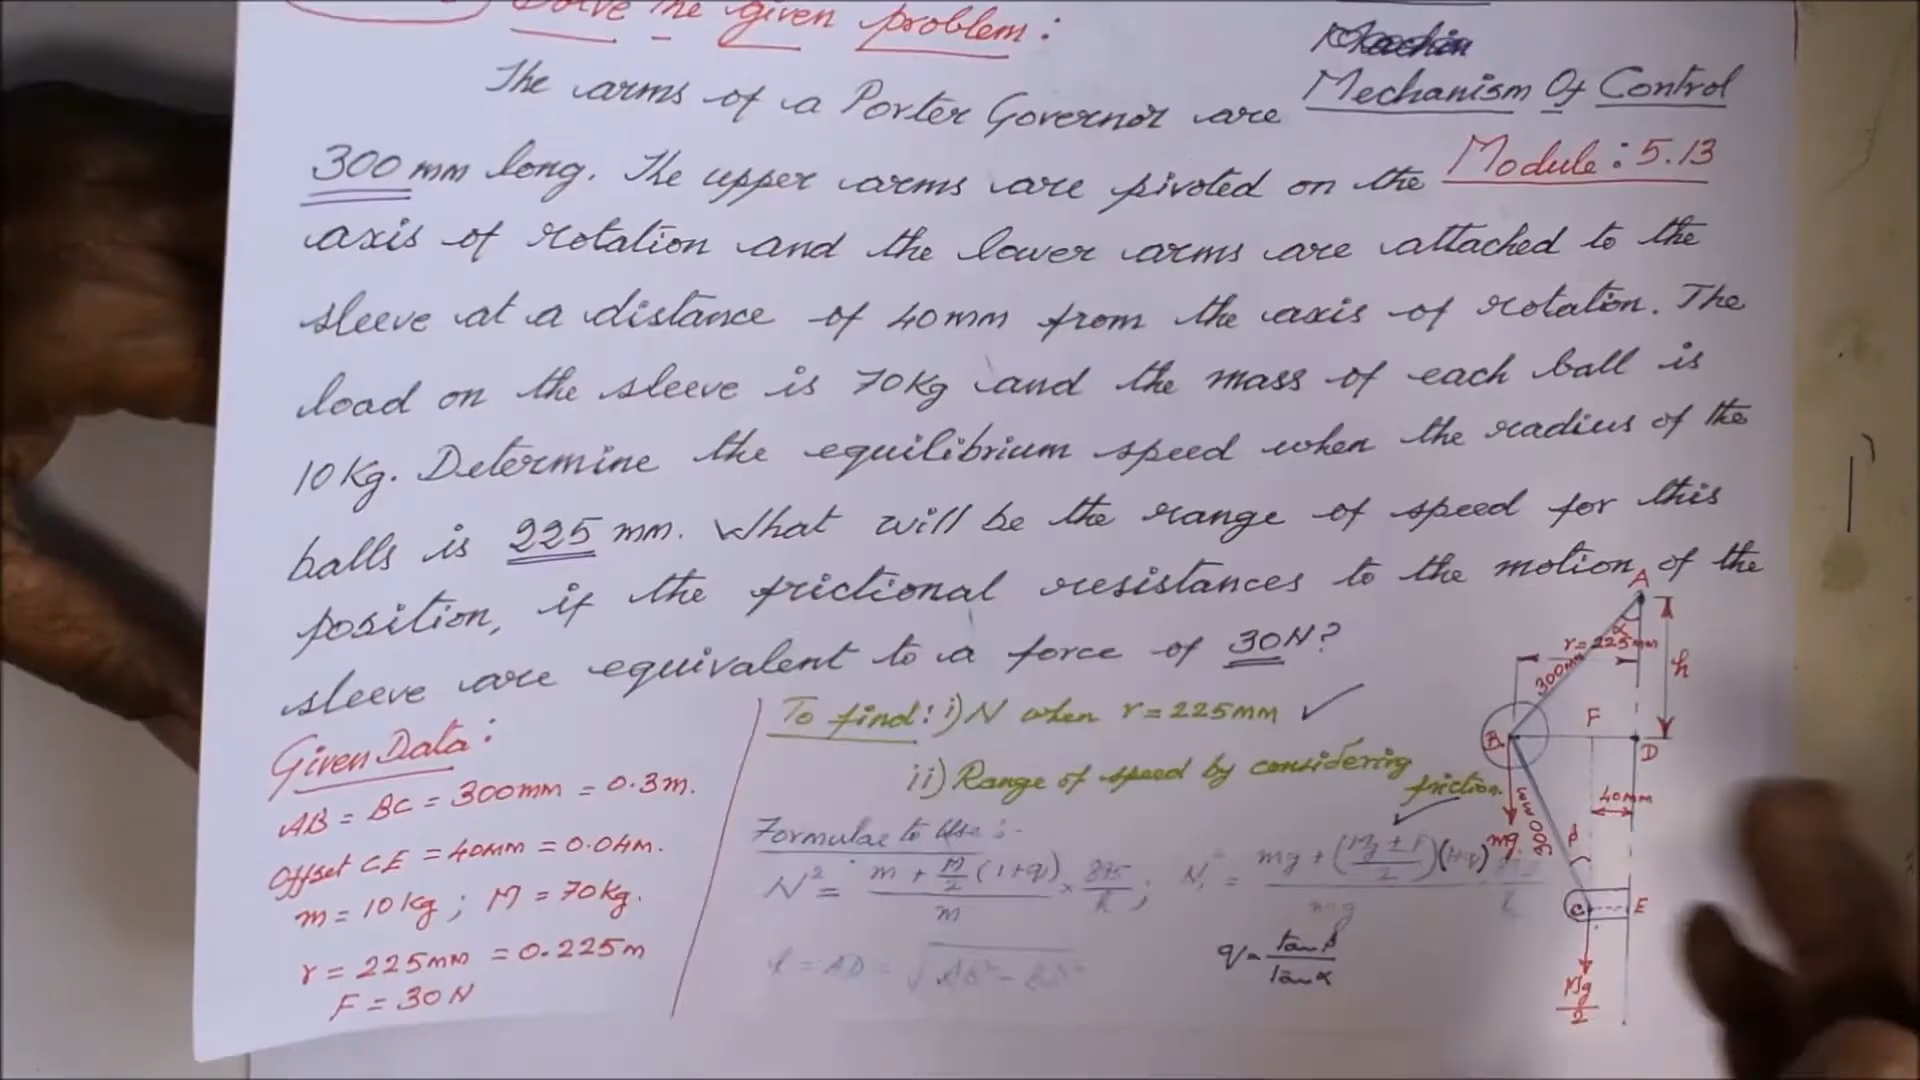 Solve the given problem :
Mechanism Of Control
Module : 5.13
The arms of a Porter Governor are
300 mm long. The upper arms are pivoted on the
axis of rotation and the lower arms are attached to the
sleeve at a distance of 40mm from the axis of rotation. The
load on the sleeve is 70kg and the mass of each ball is
10 kg. Determine the equilibrium speed when the radius of the
balls is 225 mm. What will be the range of speed for this
position, if the frictional resistances to the motion of the
sleeve are equivalent to a force of 30N?
Given Data :
AB = BC = 300mm = 0.3m.
Offset CE = 40mm = 0.04m.
m = 10kg ; M = 70kg.
r = 225mm = 0.225m
F = 30N
To find : i) N when r = 225mm ✓
ii) Range of speed by considering
friction.
Formulae to Use :-
N² = m + M/2 (1+q) / m × 895/h ;
q = tan β / tan α
A
α
r = 225mm
300mm
h
B
F
D
40mm
mg
300mm
β
C
E
Mg/2